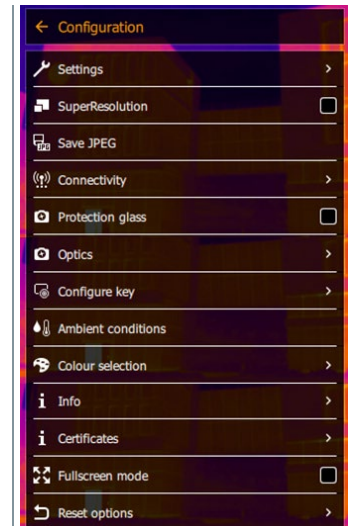 Configuration
Settings
SuperResolution
Save JPEG
Connectivity
Protection glass
Optics
Configure key
Ambient conditions
Colour selection
Info
Certificates
Fullscreen mode
Reset options